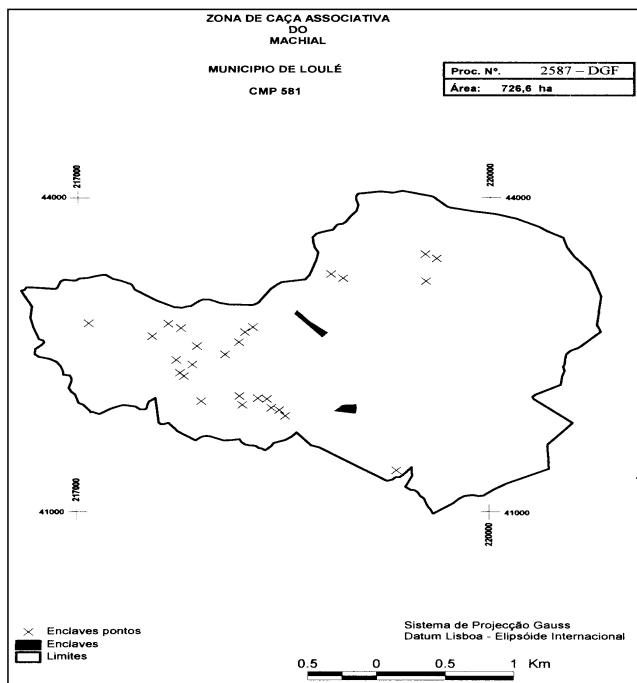 ZONA DE CAÇA ASSOCIATIVA
DO
MACHIAL
MUNICIPIO DE LOULÉ
CMP 581
Proc. Nº. 2587 – DGF
Área: 726,6 ha
217000
220000
44000
44000
41000
41000
217000
220000
Enclaves pontos
Enclaves
Limites
Sistema de Projecção Gauss
Datum Lisboa - Elipsóide Internacional
0.5 0 0.5 1 Km